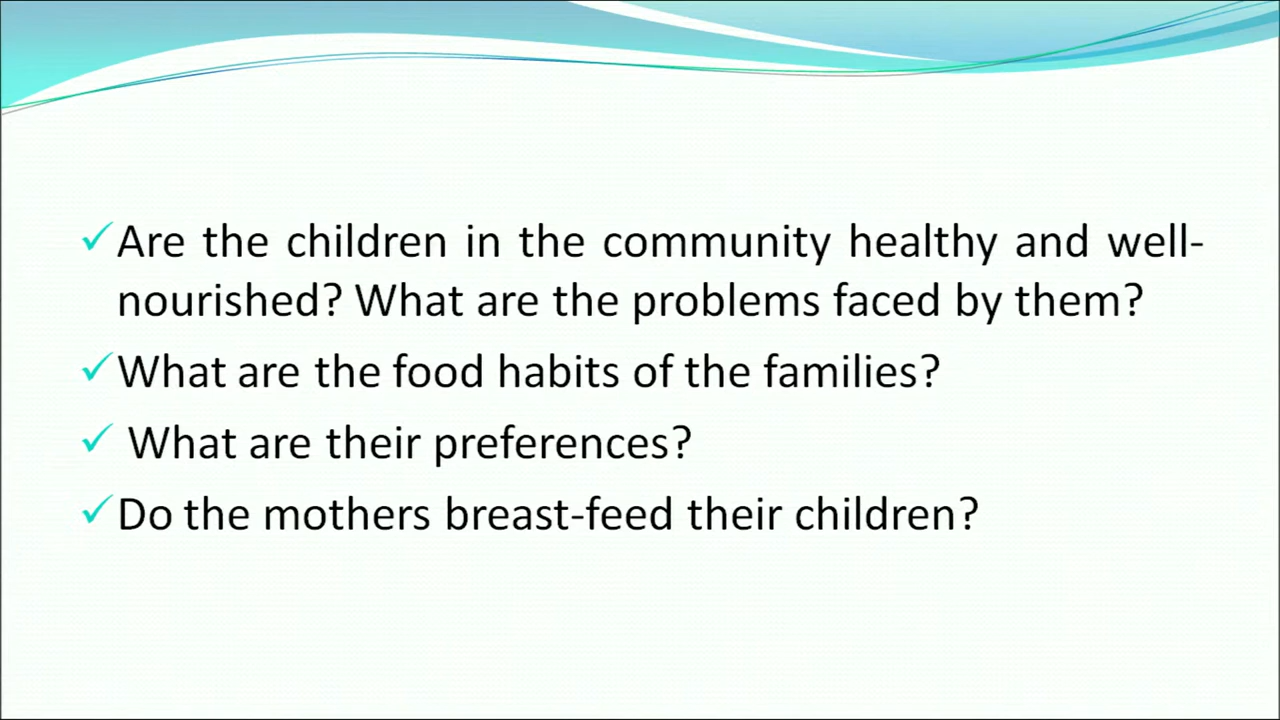 ✓Are the children in the community healthy and well-
nourished? What are the problems faced by them?
✓What are the food habits of the families?
✓ What are their preferences?
✓Do the mothers breast-feed their children?